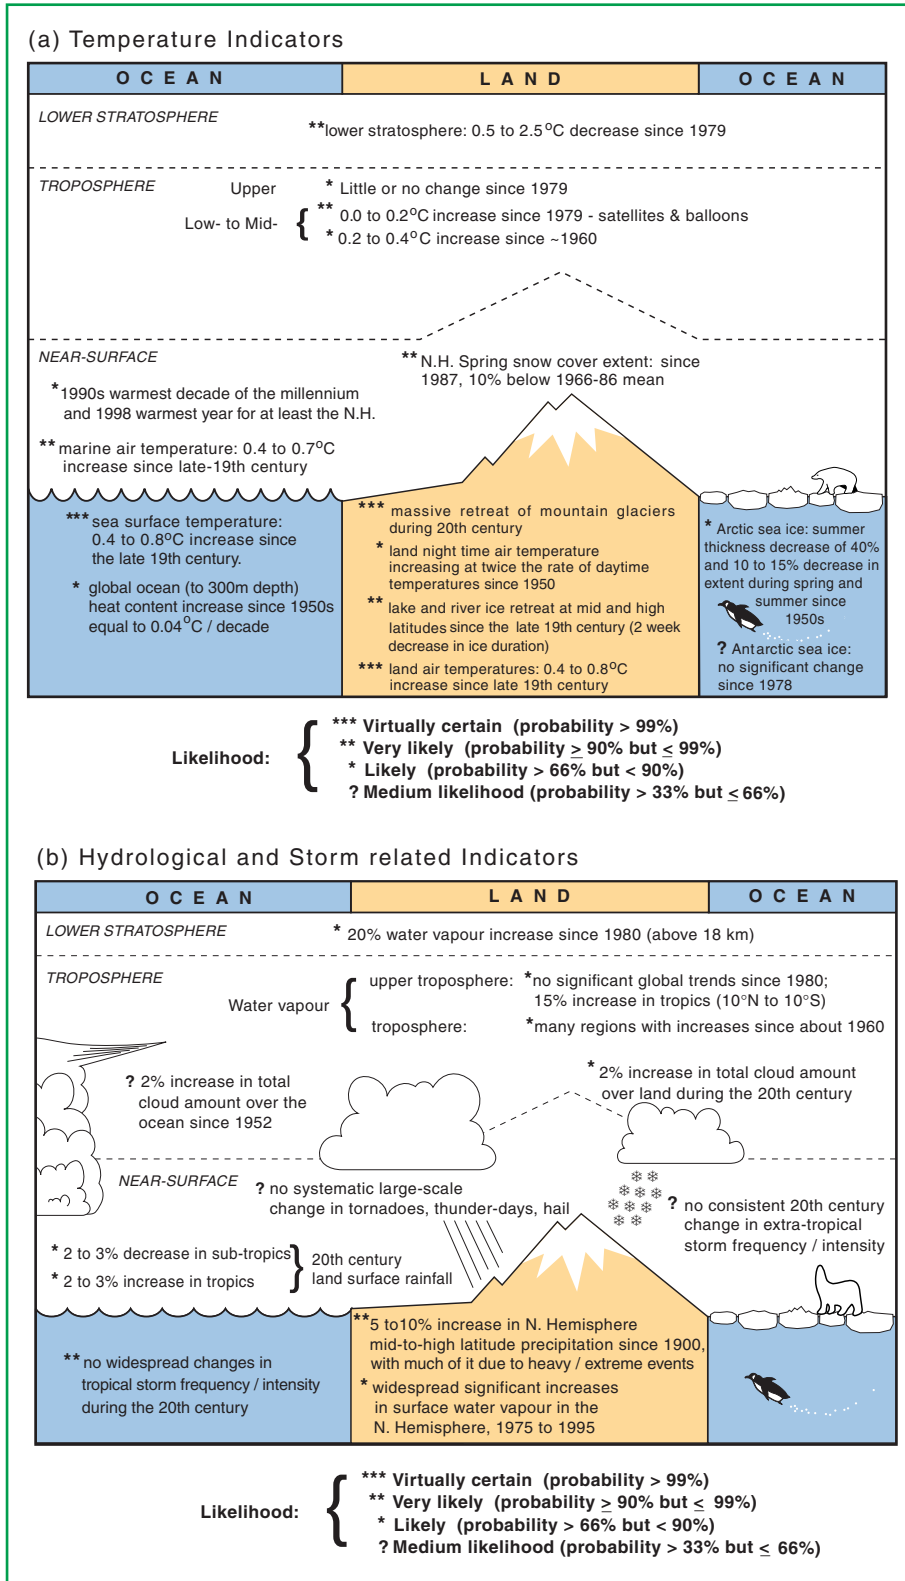 (a) Temperature Indicators
OCEAN LAND OCEAN
LOWER STRATOSPHERE
**lower stratosphere: 0.5 to 2.5°C decrease since 1979
TROPOSPHERE Upper * Little or no change since 1979
Low- to Mid- { ** 0.0 to 0.2°C increase since 1979 - satellites & balloons
* 0.2 to 0.4°C increase since ~1960
NEAR-SURFACE
** N.H. Spring snow cover extent: since
1987, 10% below 1966-86 mean
* 1990s warmest decade of the millennium
and 1998 warmest year for at least the N.H.
** marine air temperature: 0.4 to 0.7°C
increase since late-19th century
*** sea surface temperature:
0.4 to 0.8°C increase since
the late 19th century.
* global ocean (to 300m depth)
heat content increase since 1950s
equal to 0.04°C / decade
*** massive retreat of mountain glaciers
during 20th century
* land night time air temperature
increasing at twice the rate of daytime
temperatures since 1950
** lake and river ice retreat at mid and high
latitudes since the late 19th century (2 week
decrease in ice duration)
*** land air temperatures: 0.4 to 0.8°C
increase since late 19th century
* Arctic sea ice: summer
thickness decrease of 40%
and 10 to 15% decrease in
extent during spring and
summer since
1950s
? Antarctic sea ice:
no significant change
since 1978
Likelihood: {
*** Virtually certain (probability > 99%)
** Very likely (probability ≥ 90% but ≤ 99%)
* Likely (probability > 66% but < 90%)
? Medium likelihood (probability > 33% but ≤ 66%)
(b) Hydrological and Storm related Indicators
OCEAN LAND OCEAN
LOWER STRATOSPHERE * 20% water vapour increase since 1980 (above 18 km)
TROPOSPHERE
Water vapour {
upper troposphere: *no significant global trends since 1980;
15% increase in tropics (10°N to 10°S)
troposphere: *many regions with increases since about 1960
? 2% increase in total
cloud amount over the
ocean since 1952
* 2% increase in total cloud amount
over land during the 20th century
NEAR-SURFACE
? no systematic large-scale
change in tornadoes, thunder-days, hail
? no consistent 20th century
change in extra-tropical
storm frequency / intensity
* 2 to 3% decrease in sub-tropics
* 2 to 3% increase in tropics
} 20th century
land surface rainfall
** no widespread changes in
tropical storm frequency / intensity
during the 20th century
**5 to10% increase in N. Hemisphere
mid-to-high latitude precipitation since 1900,
with much of it due to heavy / extreme events
* widespread significant increases
in surface water vapour in the
N. Hemisphere, 1975 to 1995
Likelihood: {
*** Virtually certain (probability > 99%)
** Very likely (probability ≥ 90% but ≤ 99%)
* Likely (probability > 66% but < 90%)
? Medium likelihood (probability > 33% but ≤ 66%)